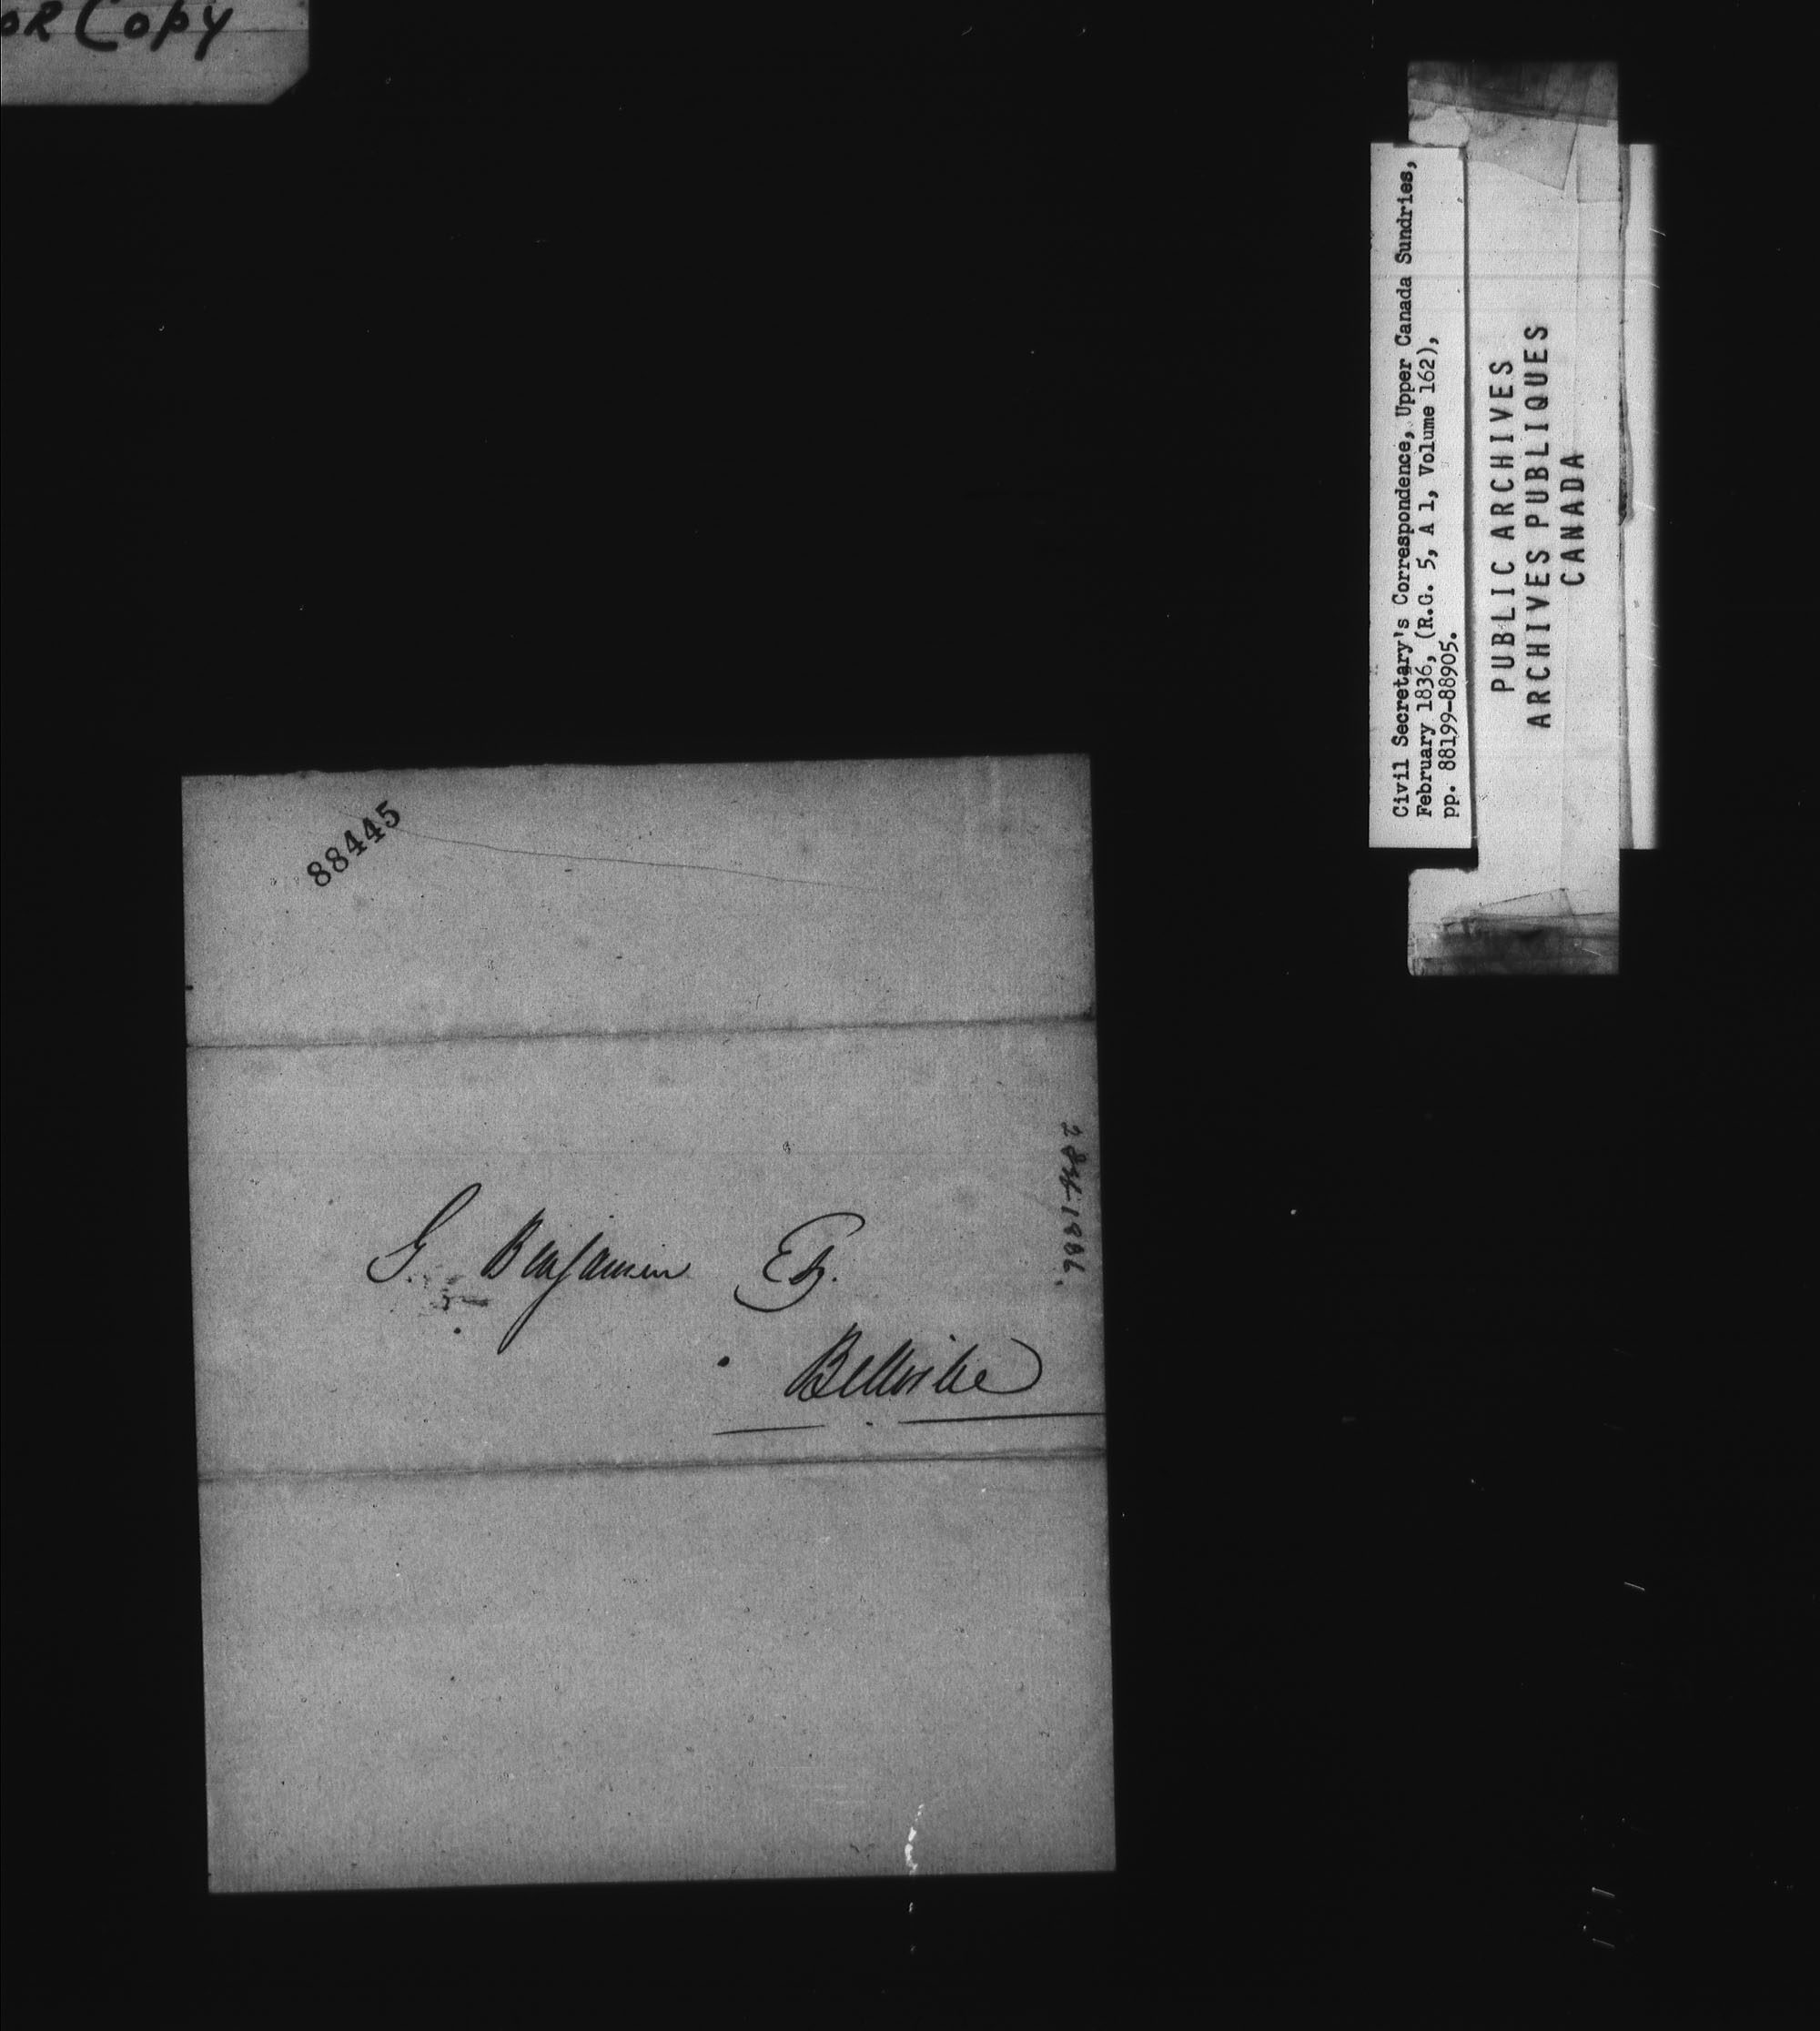 OR Copy
88445
G. Benjamin Esq.
Belleville
Civil Secretary's Correspondence, Upper Canada Sundries,
February 1836, (R.G. 5, A 1, Volume 162),
pp. 88199-88905.
PUBLIC ARCHIVES
ARCHIVES PUBLIQUES
CANADA